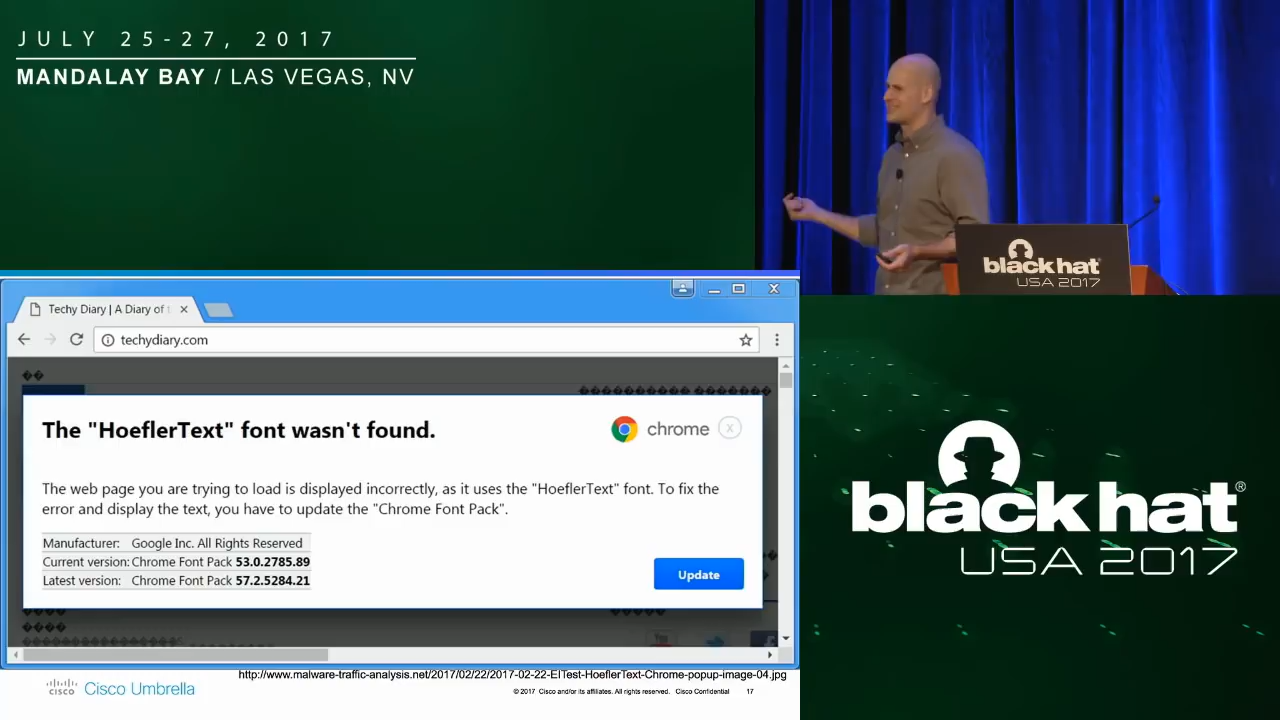 JULY 25-27, 2017
MANDALAY BAY / LAS VEGAS, NV
black hat
USA 2017
Techy Diary | A Diary of t
techydiary.com
The "HoeflerText" font wasn't found.
chrome
X
The web page you are trying to load is displayed incorrectly, as it uses the "HoeflerText" font. To fix the
error and display the text, you have to update the "Chrome Font Pack".
Manufacturer: Google Inc. All Rights Reserved
Current version: Chrome Font Pack 53.0.2785.89
Latest version: Chrome Font Pack 57.2.5284.21
Update
http://www.malware-traffic-analysis.net/2017/02/22/2017-02-22-EITest-HoeflerText-Chrome-popup-image-04.jpg
cisco Cisco Umbrella
© 2017 Cisco and/or its affiliates. All rights reserved. Cisco Confidential 17
black hat®
USA 2017